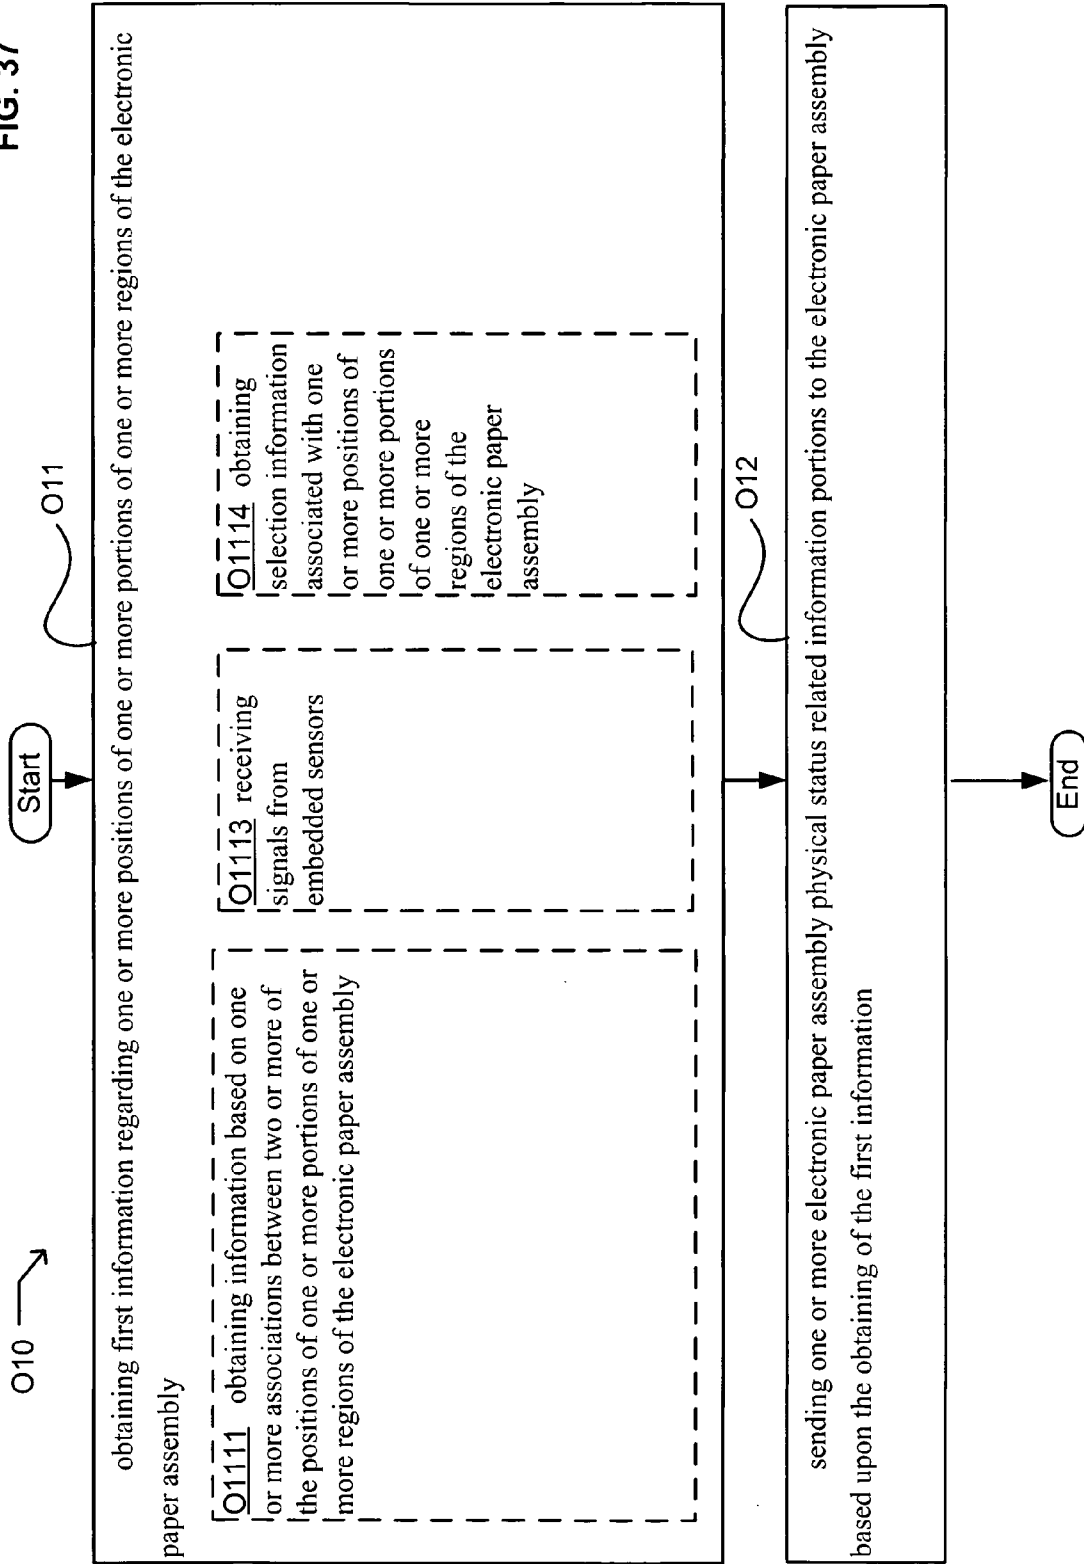 FIG. 37
O10
Start
O11
obtaining first information regarding one or more positions of one or more portions of one or more regions of the electronic
paper assembly
O1111 obtaining information based on one
or more associations between two or more of
the positions of one or more portions of one or
more regions of the electronic paper assembly
O1113 receiving
signals from
embedded sensors
O1114 obtaining
selection information
associated with one
or more positions of
one or more portions
of one or more
regions of the
electronic paper
assembly
O12
sending one or more electronic paper assembly physical status related information portions to the electronic paper assembly
based upon the obtaining of the first information
End